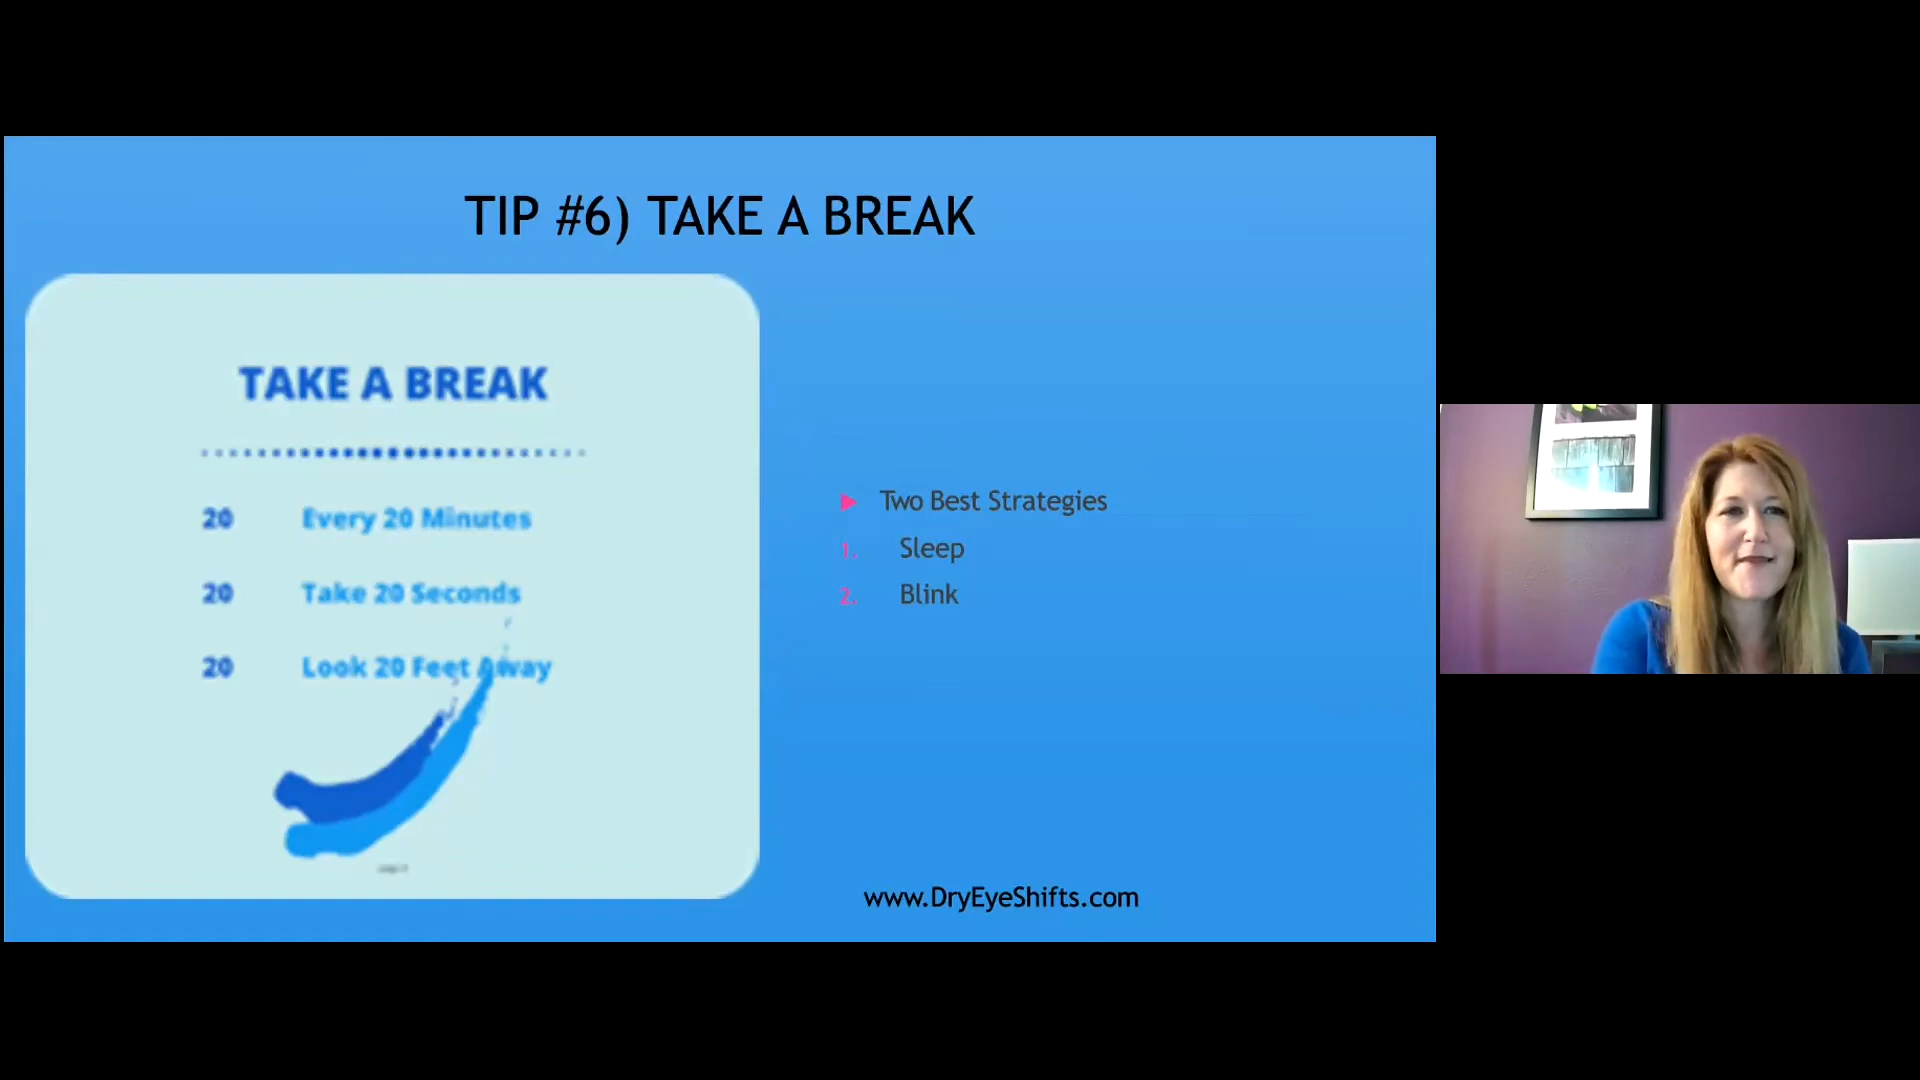 TIP #6) TAKE A BREAK
TAKE A BREAK
20 Every 20 Minutes
20 Take 20 Seconds
20 Look 20 Feet Away
▶ Two Best Strategies
1. Sleep
2. Blink
www.DryEyeShifts.com